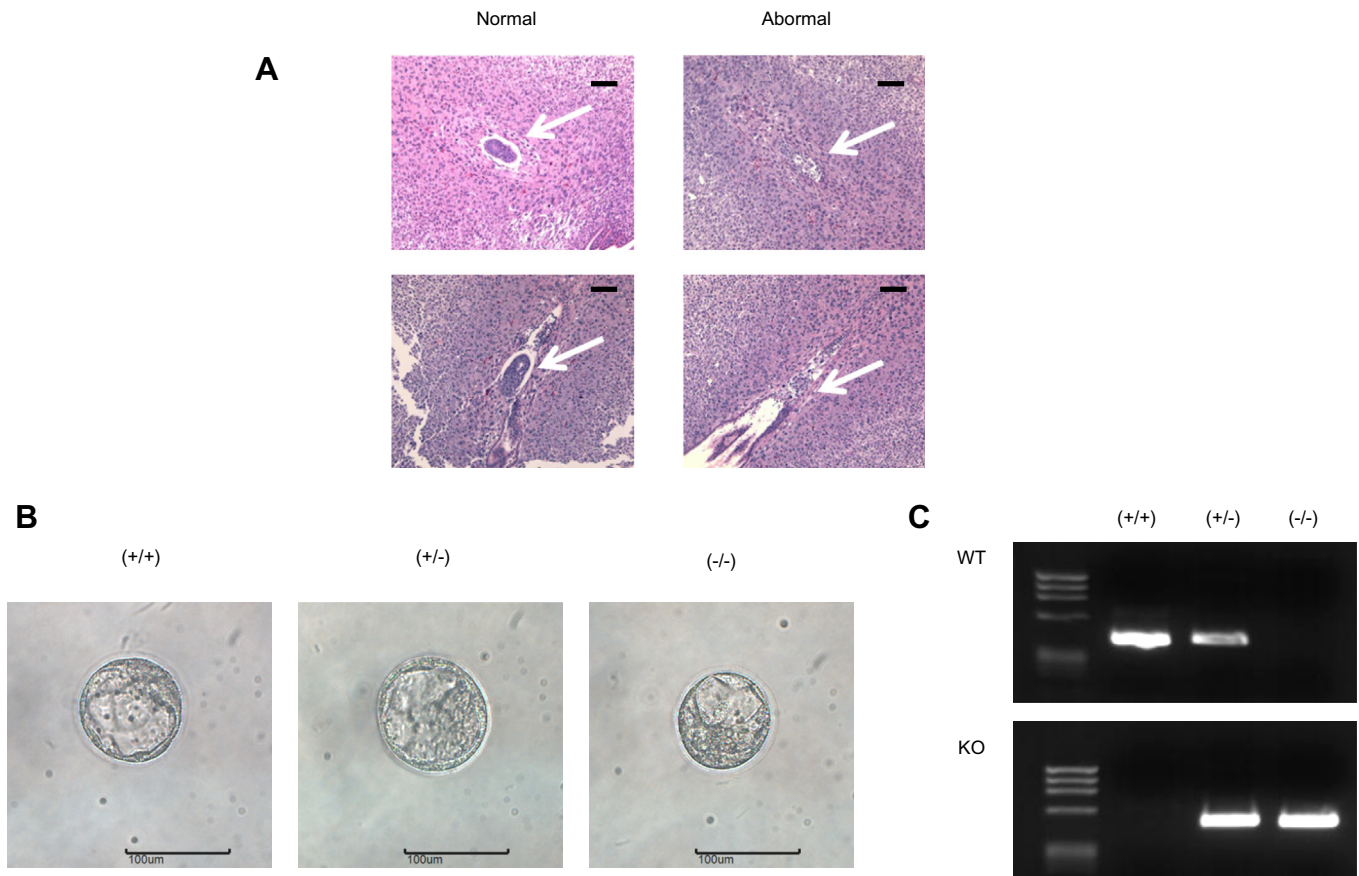 Normal Abormal
A
B
(+/+) (+/-) (-/-)
100um 100um 100um
C
(+/+) (+/-) (-/-)
WT
KO